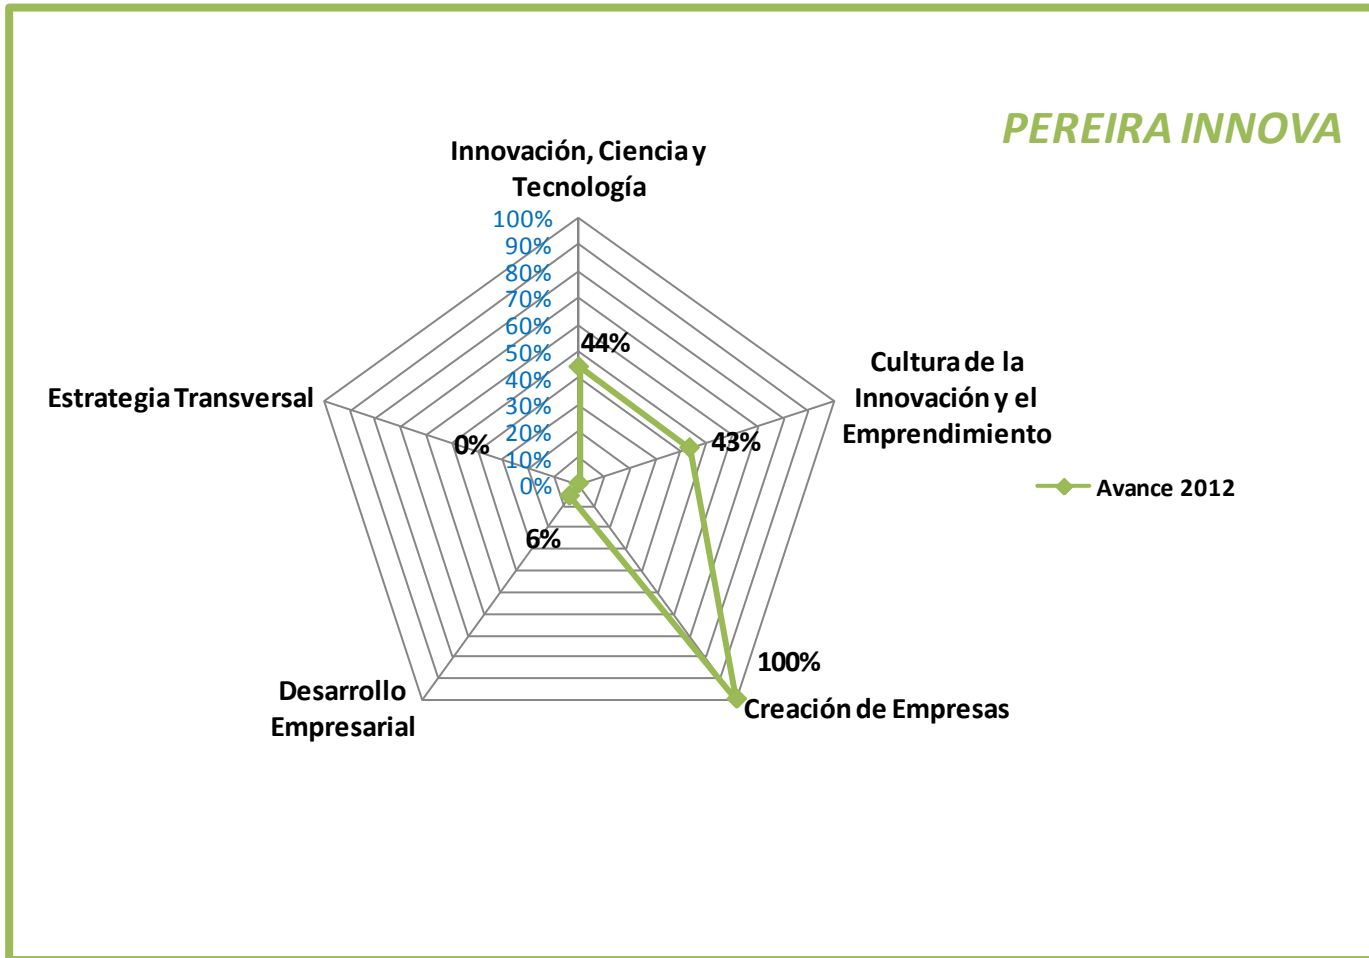 PEREIRA INNOVA
Innovación, Ciencia y
Tecnología
100%
90%
80%
70%
60%
50%
40%
30%
20%
10%
0%
44%
Cultura de la
Innovación y el
Emprendimiento
43%
Estrategia Transversal
0%
Avance 2012
6%
100%
Creación de Empresas
Desarrollo
Empresarial